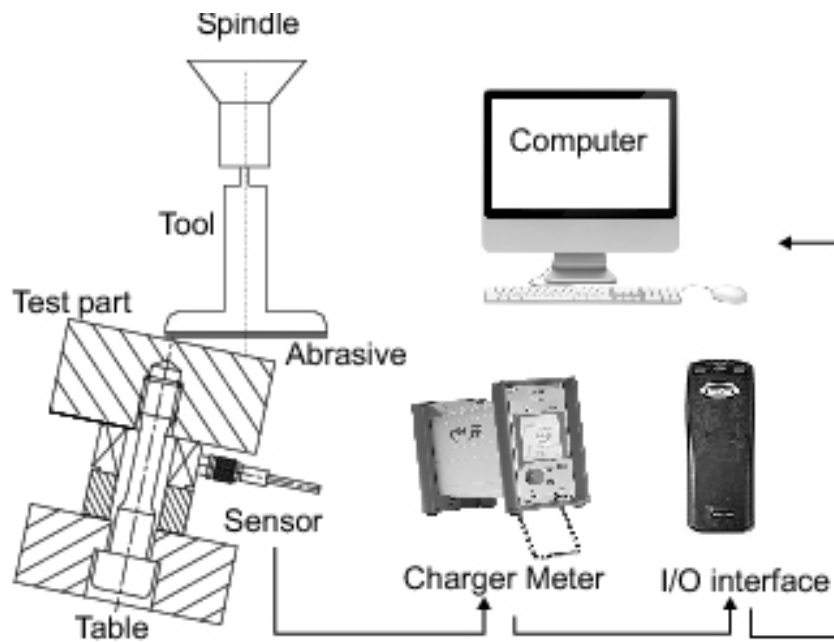 Spindle
Computer
Tool
Test part
Abrasive
Sensor
Charger Meter
I/O interface
Table